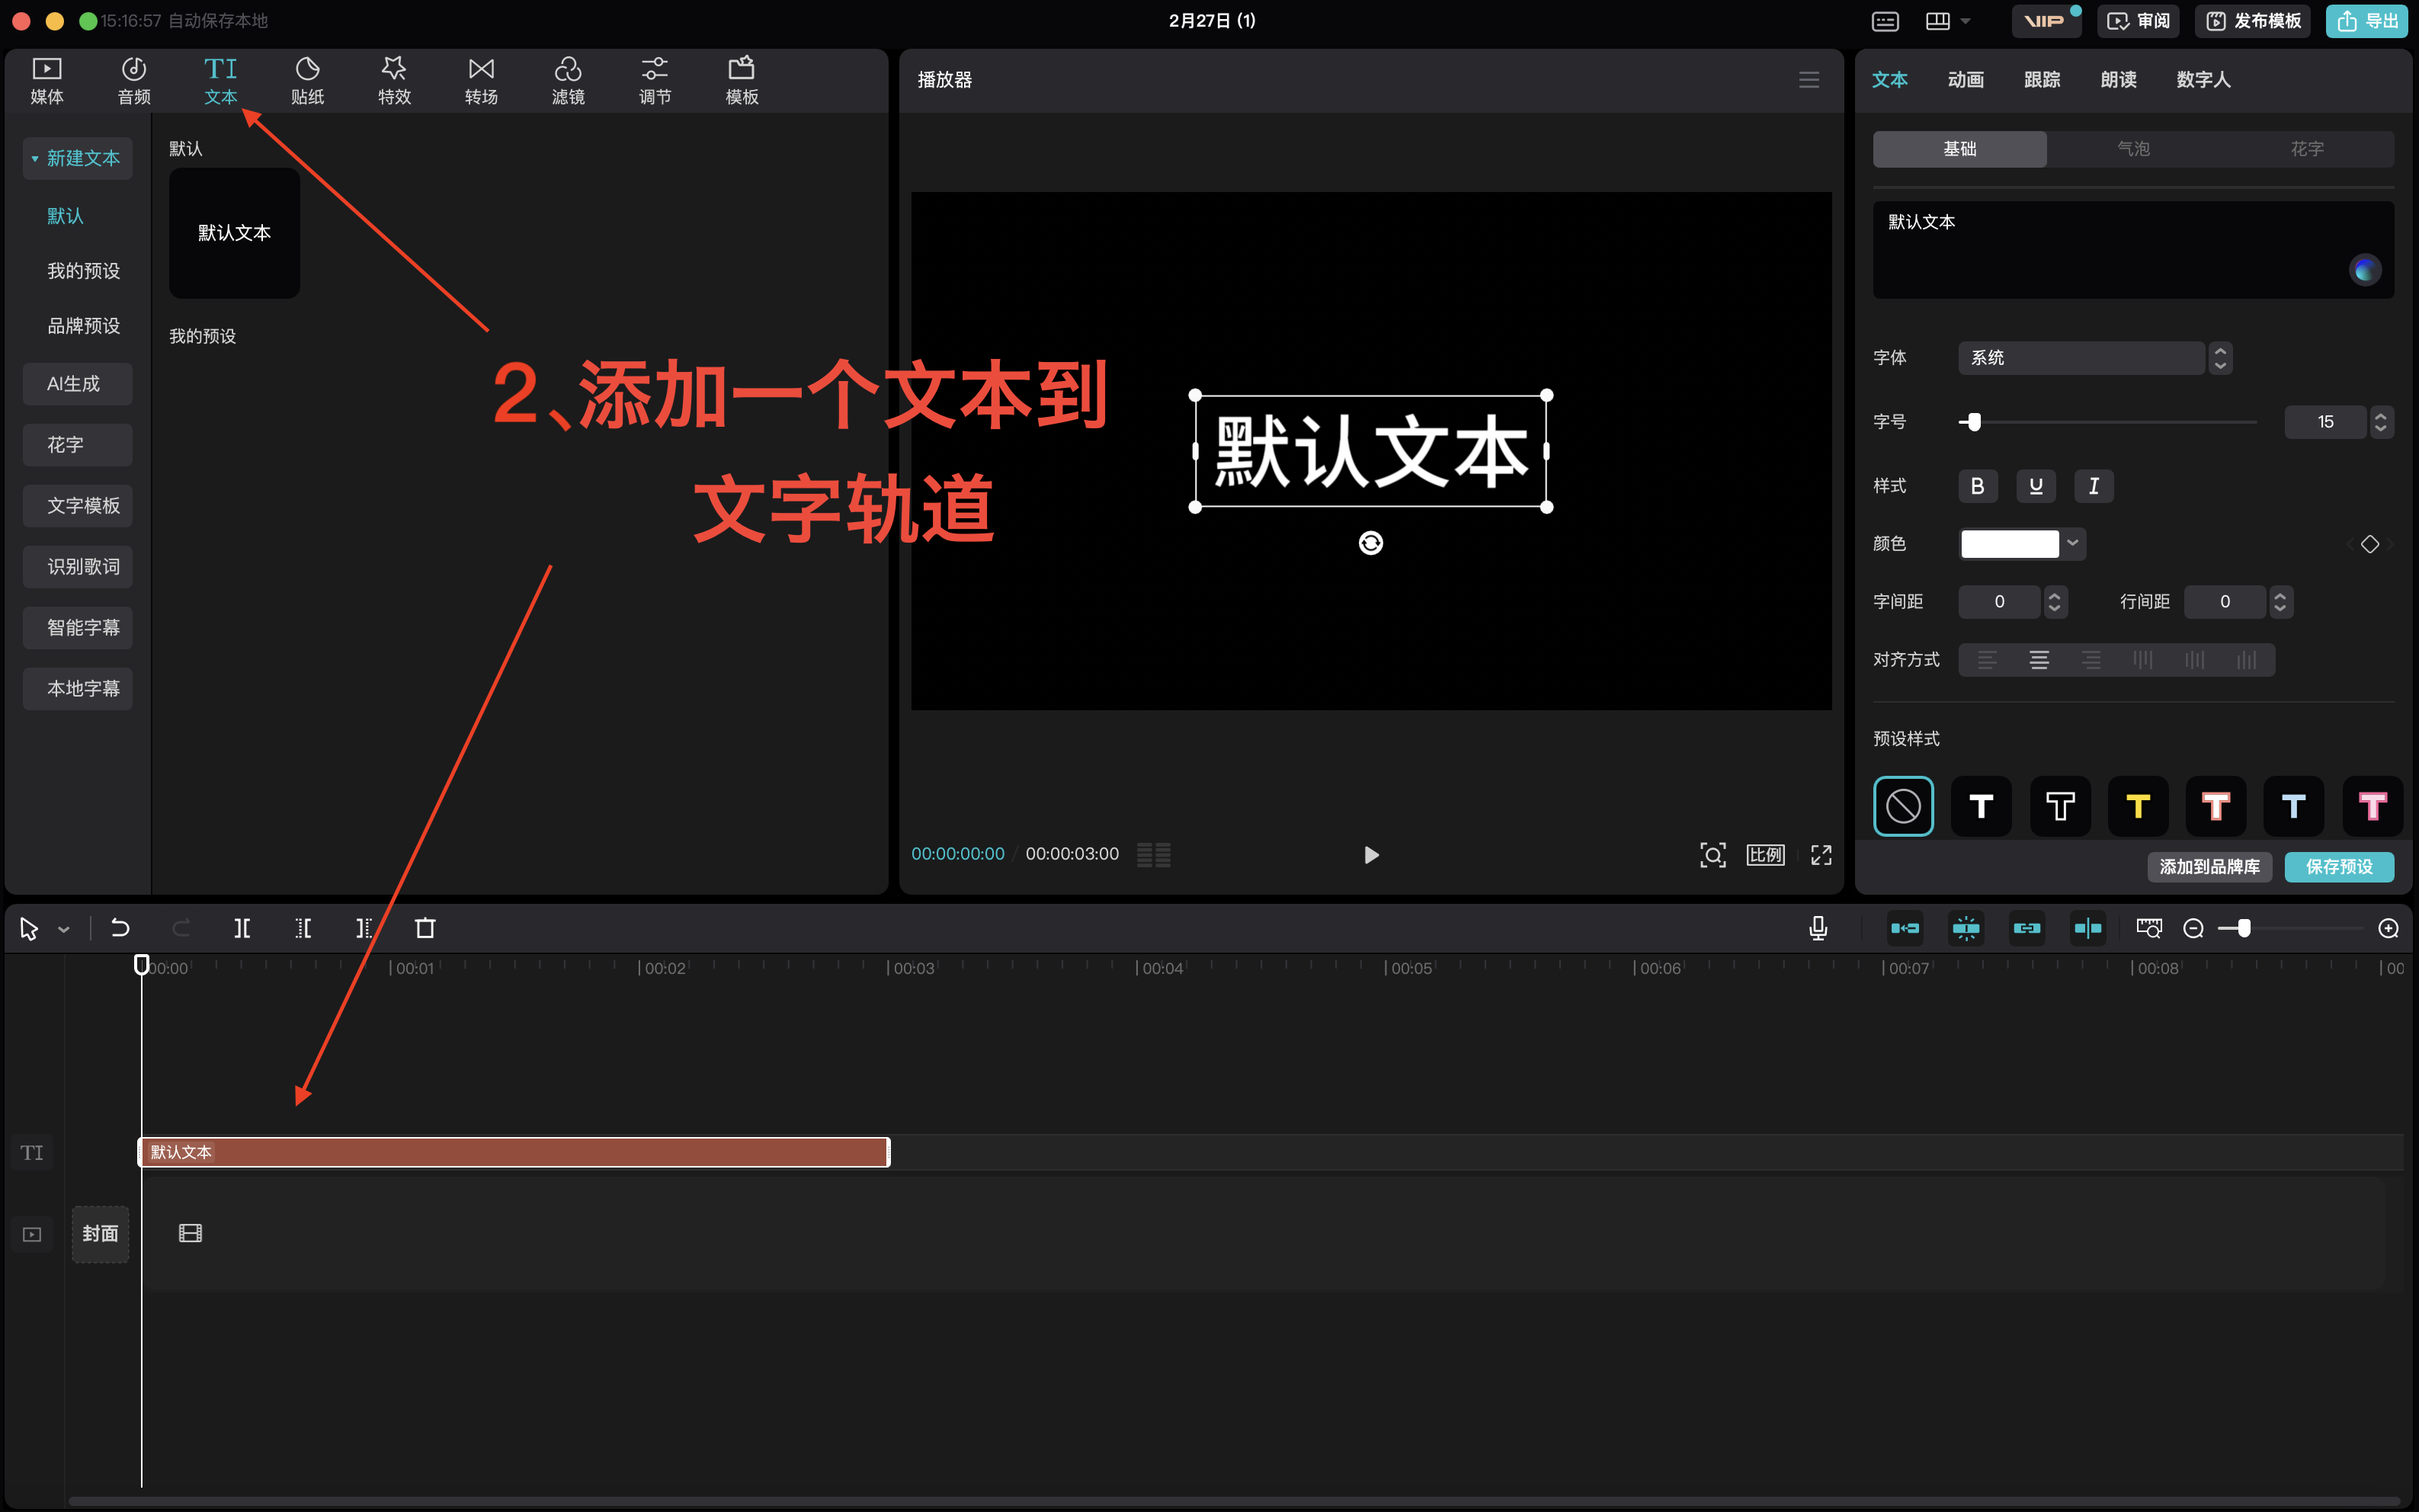 15:16:57 自动保存本地
2月27日 (1)
VIP
审阅
发布模板
导出
媒体
音频
TI
文本
贴纸
特效
转场
滤镜
调节
模板
新建文本
默认
我的预设
品牌预设
AI生成
花字
文字模板
识别歌词
智能字幕
本地字幕
默认
默认文本
我的预设
2、添加一个文本到
文字轨道
播放器
默认文本
00:00:00:00 / 00:00:03:00
比例
文本
动画
跟踪
朗读
数字人
基础
气泡
花字
默认文本
字体
系统
字号
15
样式
B
U
I
颜色
字间距
0
行间距
0
对齐方式
预设样式
T
T
T
T
T
T
添加到品牌库
保存预设
00:00
00:01
00:02
00:03
00:04
00:05
00:06
00:07
00:08
00
TI
默认文本
封面